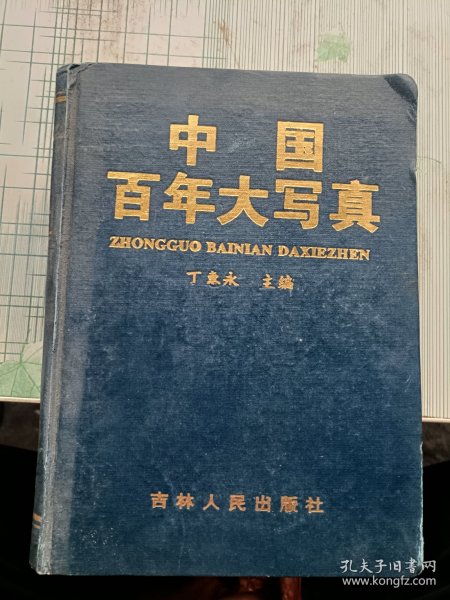 中国
百年大写真
ZHONGGUO BAINIAN DAXIEZHEN
丁惠永 主编
吉林人民出版社
孔夫子旧书网
www.kongfz.com